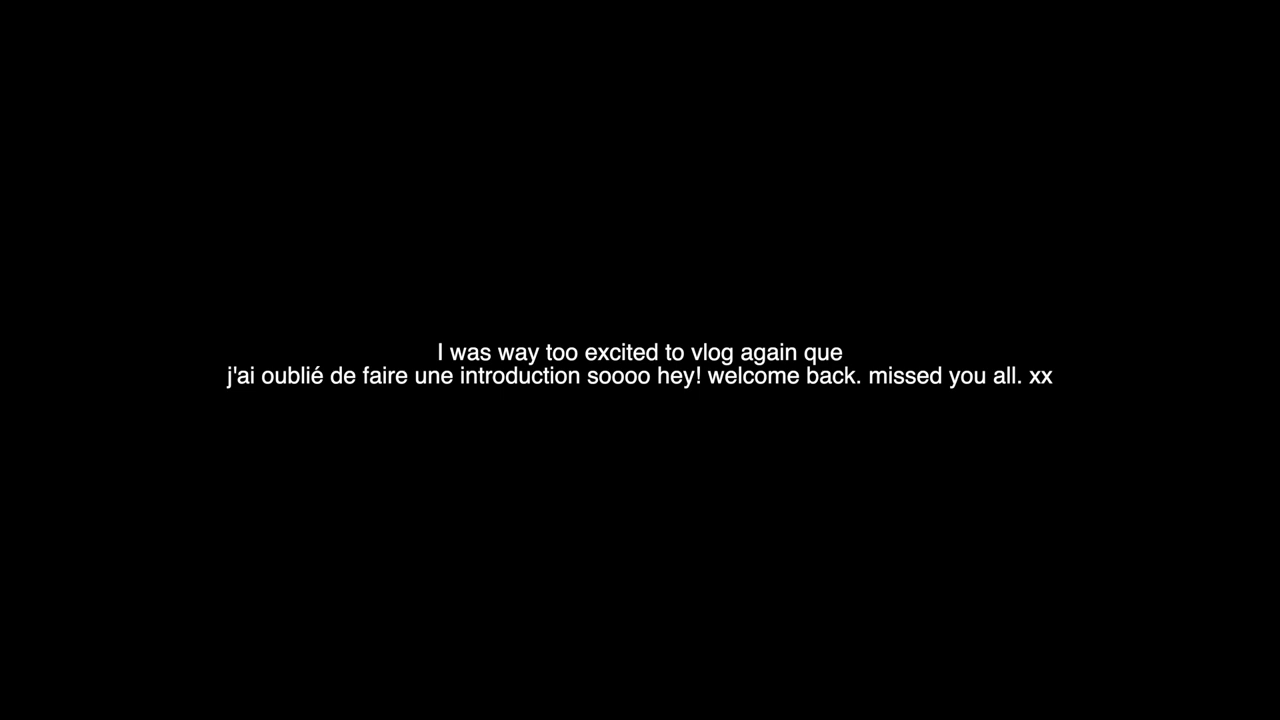 I was way too excited to vlog again que
j'ai oublié de faire une introduction soooo hey! welcome back. missed you all. xx